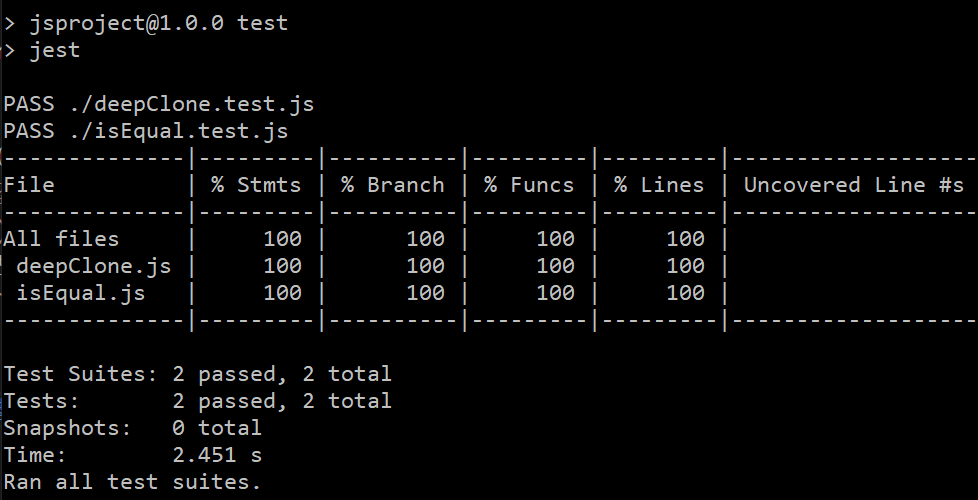 > jsproject@1.0.0 test
> jest
PASS ./deepClone.test.js
PASS ./isEqual.test.js
--------------|---------|----------|---------|---------|-------------------
File          | % Stmts | % Branch | % Funcs | % Lines | Uncovered Line #s
--------------|---------|----------|---------|---------|-------------------
All files     |     100 |      100 |     100 |     100 |
 deepClone.js |     100 |      100 |     100 |     100 |
 isEqual.js   |     100 |      100 |     100 |     100 |
--------------|---------|----------|---------|---------|-------------------
Test Suites: 2 passed, 2 total
Tests:       2 passed, 2 total
Snapshots:   0 total
Time:        2.451 s
Ran all test suites.